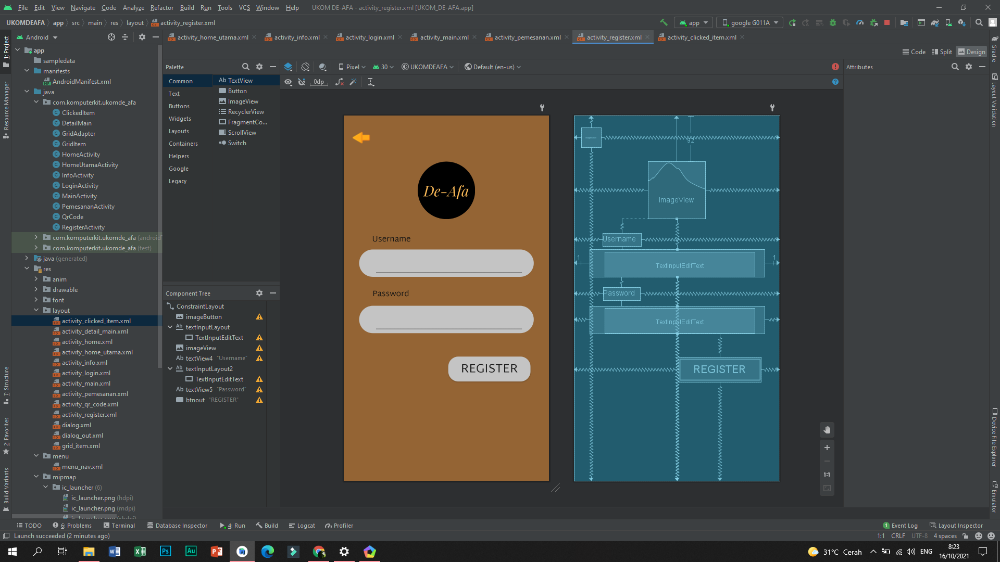 File Edit View Navigate Code Analyze Refactor Build Run Tools VCS Window Help UKOM DE-AFA - activity_register.xml [UKOM_DE-AFA.app]
UKOMDEAFA app src main res layout activity_register.xml
app google G011A
Android
activity_home_utama.xml activity_info.xml activity_login.xml activity_main.xml activity_pemesanan.xml activity_register.xml activity_clicked_item.xml
Code Split Design
1: Project
Resource Manager
7: Structure
2: Favorites
Build Variants
app
sampledata
manifests
AndroidManifest.xml
java
com.komputerkit.ukomde_afa
ClickedItem
DetailMain
GridAdapter
GridItem
HomeActivity
HomeUtamaActivity
InfoActivity
LoginActivity
MainActivity
PemesananActivity
QrCode
RegisterActivity
com.komputerkit.ukomde_afa (android
com.komputerkit.ukomde_afa (test)
java (generated)
res
anim
drawable
font
layout
activity_clicked_item.xml
activity_detail_main.xml
activity_home.xml
activity_home_utama.xml
activity_info.xml
activity_login.xml
activity_main.xml
activity_pemesanan.xml
activity_qr_code.xml
activity_register.xml
dialog.xml
dialog_out.xml
grid_item.xml
menu
menu_nav.xml
mipmap
ic_launcher (6)
ic_launcher.png (hdpi)
ic_launcher.png (mdpi)
ic_launcher.png (xhdpi)
Palette
Common
Text
Buttons
Widgets
Layouts
Containers
Helpers
Google
Legacy
Ab TextView
Button
ImageView
RecyclerView
FragmentCo...
ScrollView
Switch
Component Tree
ConstraintLayout
imageButton
Ab textInputLayout
TextInputEditText
imageView
Ab textView4 "Username"
Ab textInputLayout2
TextInputEditText
Ab textView5 "Password"
btnout "REGISTER"
Pixel 30 UKOMDEAFA Default (en-us)
0dp
De-Afa
Username
Password
REGISTER
92
ImageView
Username
1 TextInputEditText 1
Password
TextInputEditText
REGISTER
1:1
Attributes
Gradle
Layout Validation
Device File Explorer
Emulator
TODO 6: Problems Terminal Database Inspector 4: Run Build Logcat Profiler 1 Event Log Layout Inspector
Launch succeeded (2 minutes ago) 1:1 CRLF UTF-8 4 spaces
Ps Au
31°C Cerah ENG 8:23
16/10/2021